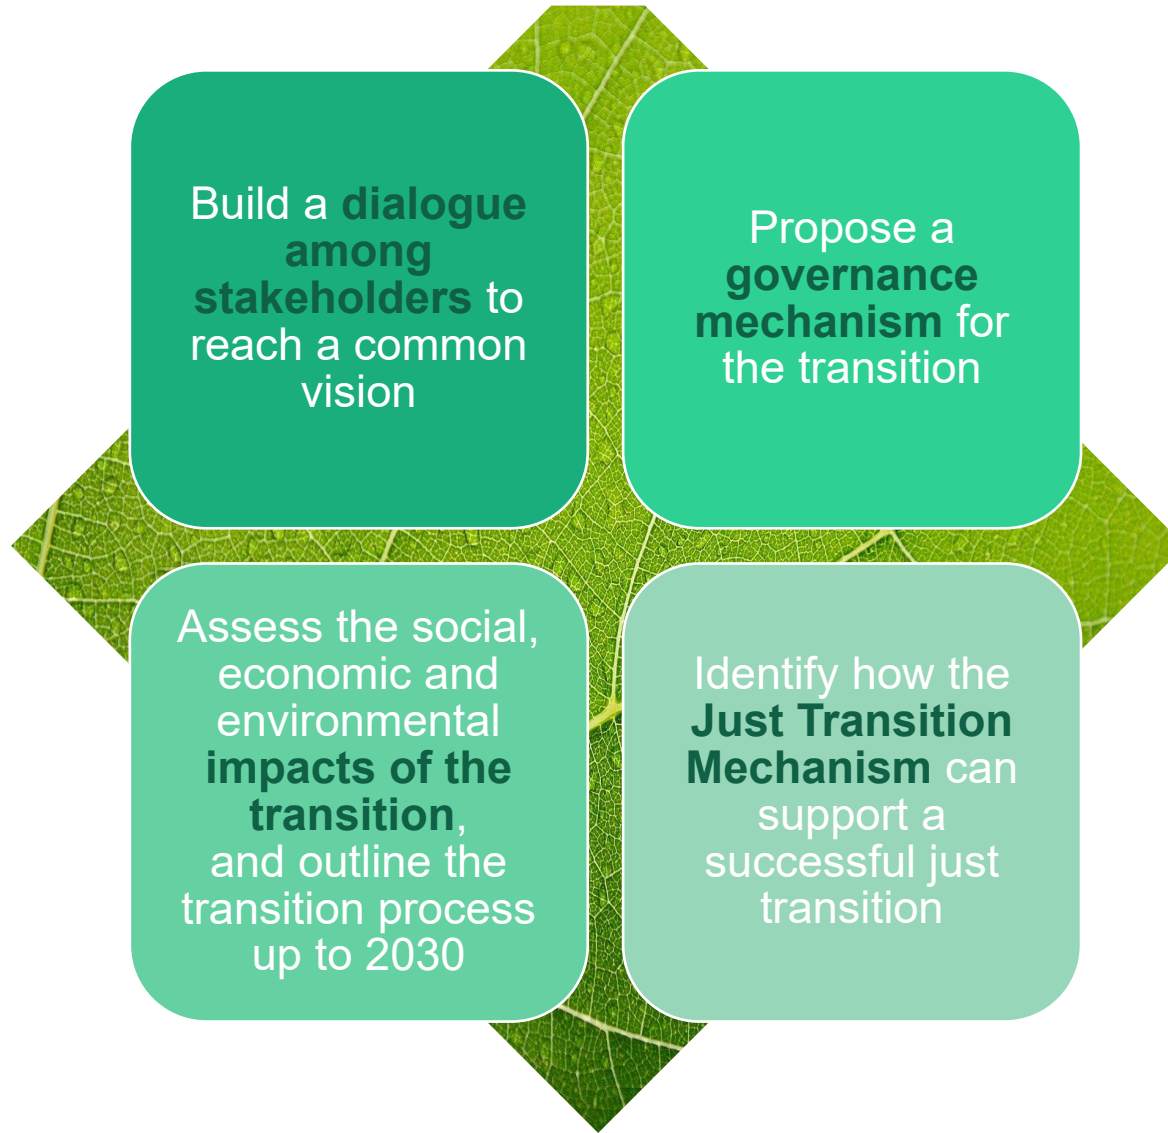 Build a dialogue
among
stakeholders to
reach a common
vision
Propose a
governance
mechanism for
the transition
Assess the social,
economic and
environmental
impacts of the
transition,
and outline the
transition process
up to 2030
Identify how the
Just Transition
Mechanism can
support a
successful just
transition